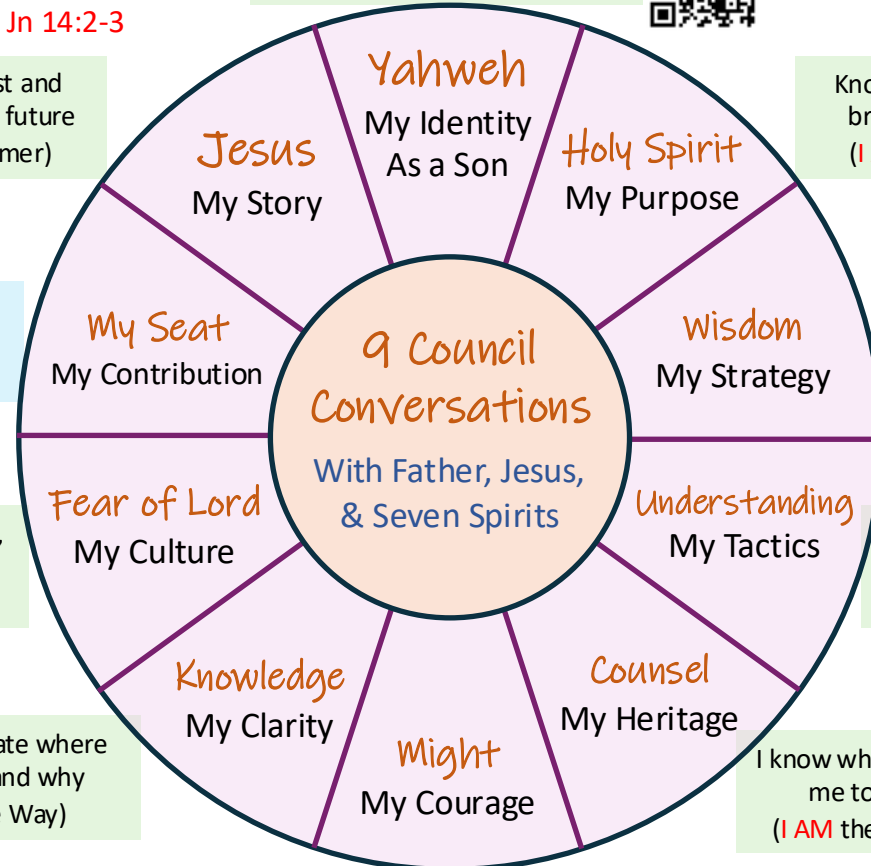 Jn 14:2-3
st and
future
mer)
Kno
br
(I
Yahweh
My Identity
As a Son
Jesus
My Story
Holy Spirit
My Purpose
My Seat
My Contribution
Wisdom
My Strategy
9 Council
Conversations
With Father, Jesus,
& Seven Spirits
Fear of Lord
My Culture
Understanding
My Tactics
Knowledge
My Clarity
Counsel
My Heritage
Might
My Courage
ate where
and why
Way)
I know wh
me to
(I AM the